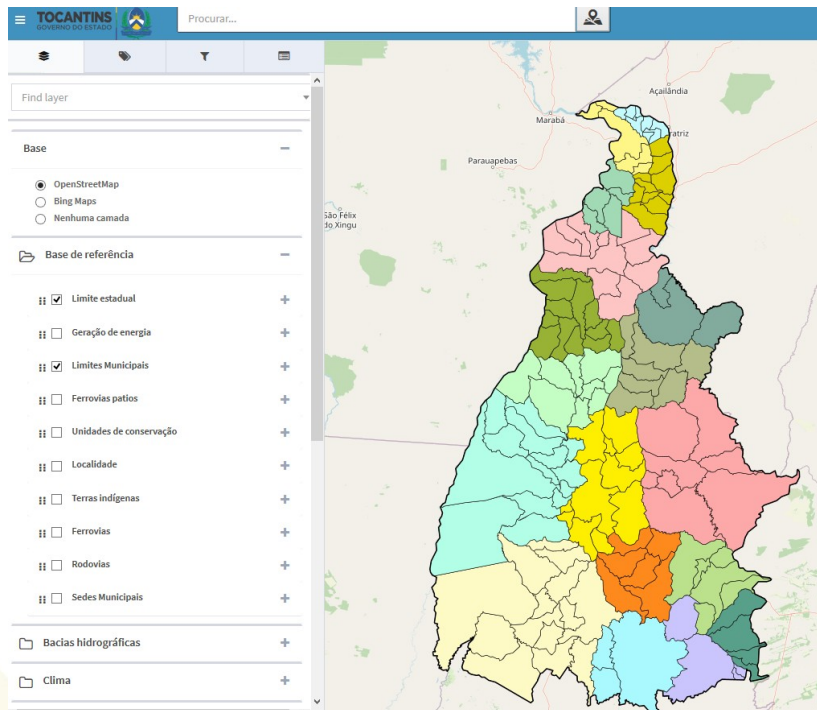 TOCANTINS
GOVERNO DO ESTADO
Procurar...
Find layer
Base
OpenStreetMap
Bing Maps
Nenhuma camada
Base de referência
Limite estadual
Geração de energia
Limites Municipais
Ferrovias patios
Unidades de conservação
Localidade
Terras indígenas
Ferrovias
Rodovias
Sedes Municipais
Bacias hidrográficas
Clima
Açailândia
Marabá
ratriz
Parauapebas
São Félix
do Xingu